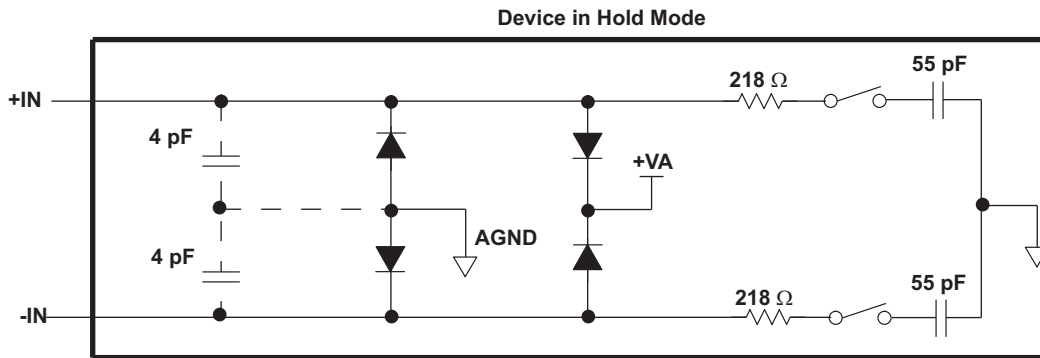 Device in Hold Mode
55 pF
218 Ω
+IN
4 pF
+VA
AGND
4 pF
55 pF
218 Ω
-IN